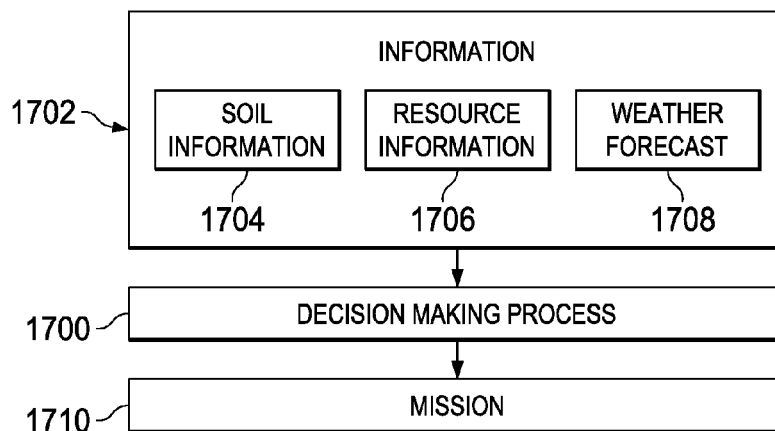 INFORMATION
1702
SOIL
INFORMATION
RESOURCE
INFORMATION
WEATHER
FORECAST
1704
1706
1708
1700
DECISION MAKING PROCESS
1710
MISSION